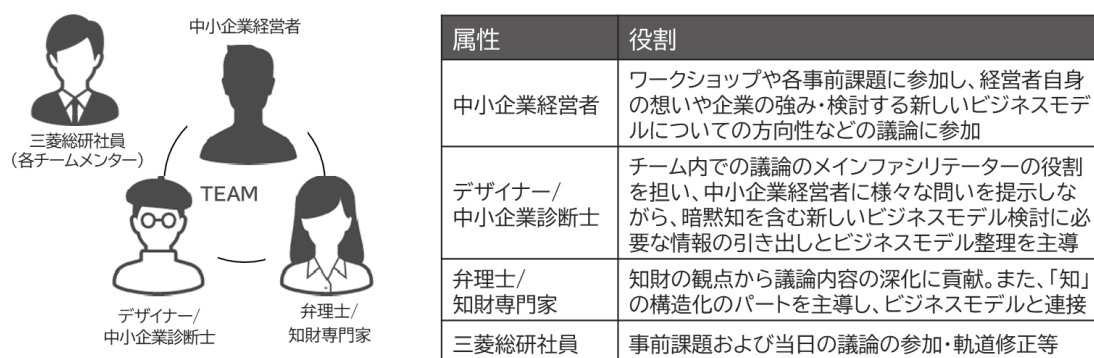 中小企業経営者
三菱総研社員
(各チームメンター)
TEAM
デザイナー/
中小企業診断士
弁理士/
知財専門家
属性 役割
中小企業経営者
ワークショップや各事前課題に参加し、経営者自身
の想いや企業の強み・検討する新しいビジネスモデ
ルについての方向性などの議論に参加
デザイナー/
中小企業診断士
チーム内での議論のメインファシリテーターの役割
を担い、中小企業経営者に様々な問いを提示しな
がら、暗黙知を含む新しいビジネスモデル検討に必
要な情報の引き出しとビジネスモデル整理を主導
弁理士/
知財専門家
知財の観点から議論内容の深化に貢献。また、「知」
の構造化のパートを主導し、ビジネスモデルと連接
三菱総研社員
事前課題および当日の議論の参加・軌道修正等